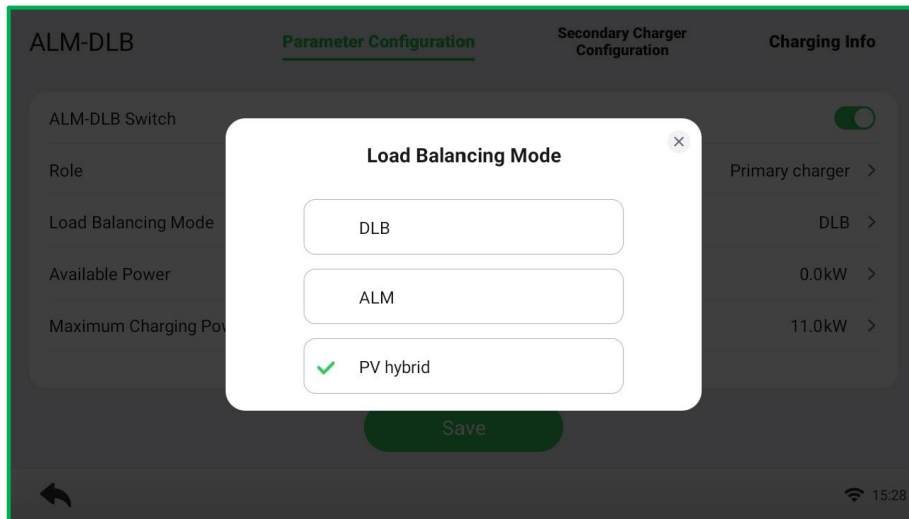 ALM-DLB
Parameter Configuration
Secondary Charger
Configuration
Charging Info
ALM-DLB Switch
Role
Primary charger
Load Balancing Mode
DLB
Available Power
0.0kW
Maximum Charging
11.0kW
Load Balancing Mode
DLB
ALM
PV hybrid
Save
15:28